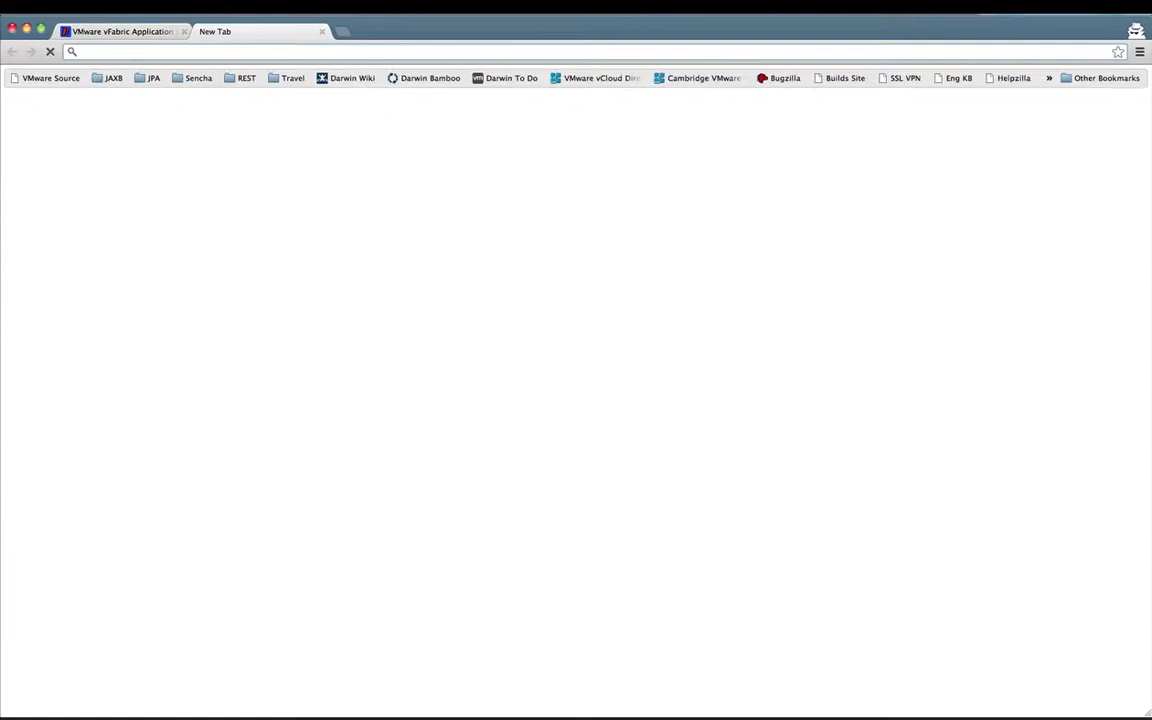 VMware vFabric Application
New Tab
VMware Source JAXB JPA Sencha REST Travel Darwin Wiki Darwin Bamboo vm Darwin To Do VMware vCloud Dire Cambridge VMware Bugzilla Builds Site SSL VPN Eng KB Helpzilla » Other Bookmarks